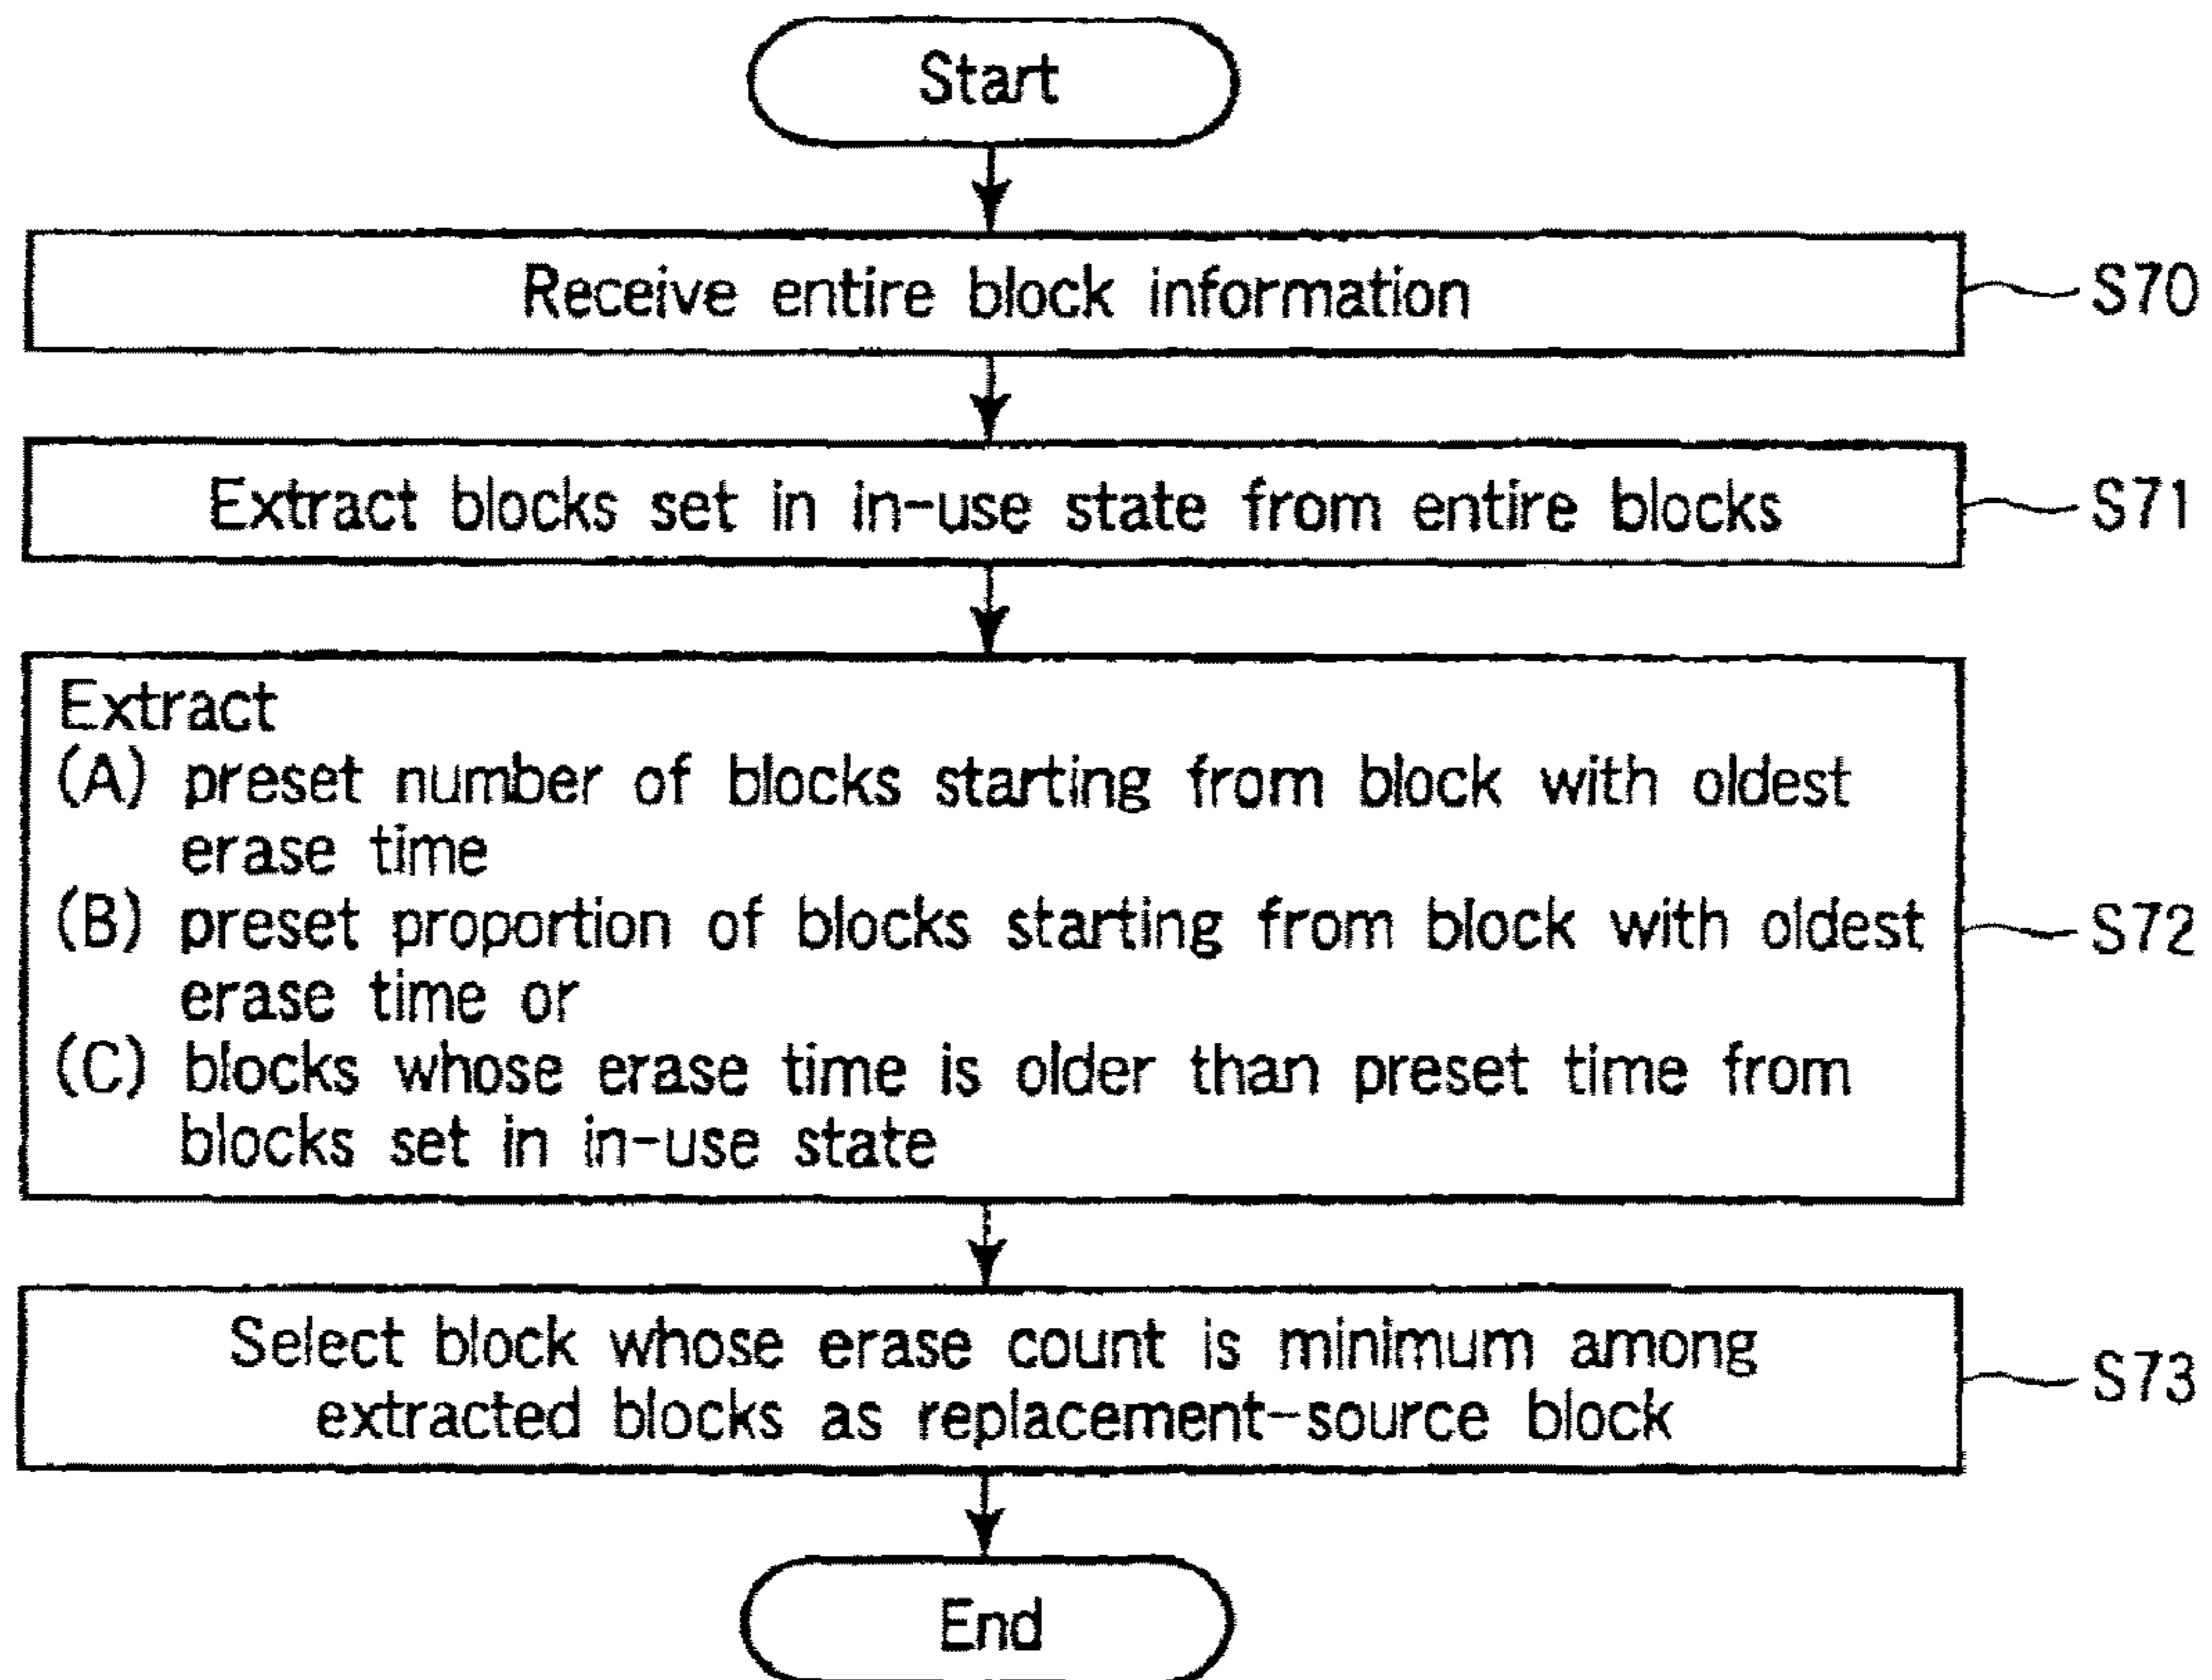 Start
Receive entire block information
S70
Extract blocks set in in-use state from entire blocks
S71
Extract
(A) preset number of blocks starting from block with oldest
erase time
(B) preset proportion of blocks starting from block with oldest
erase time or
(C) blocks whose erase time is older than preset time from
blocks set in in-use state
S72
Select block whose erase count is minimum among
extracted blocks as replacement-source block
S73
End